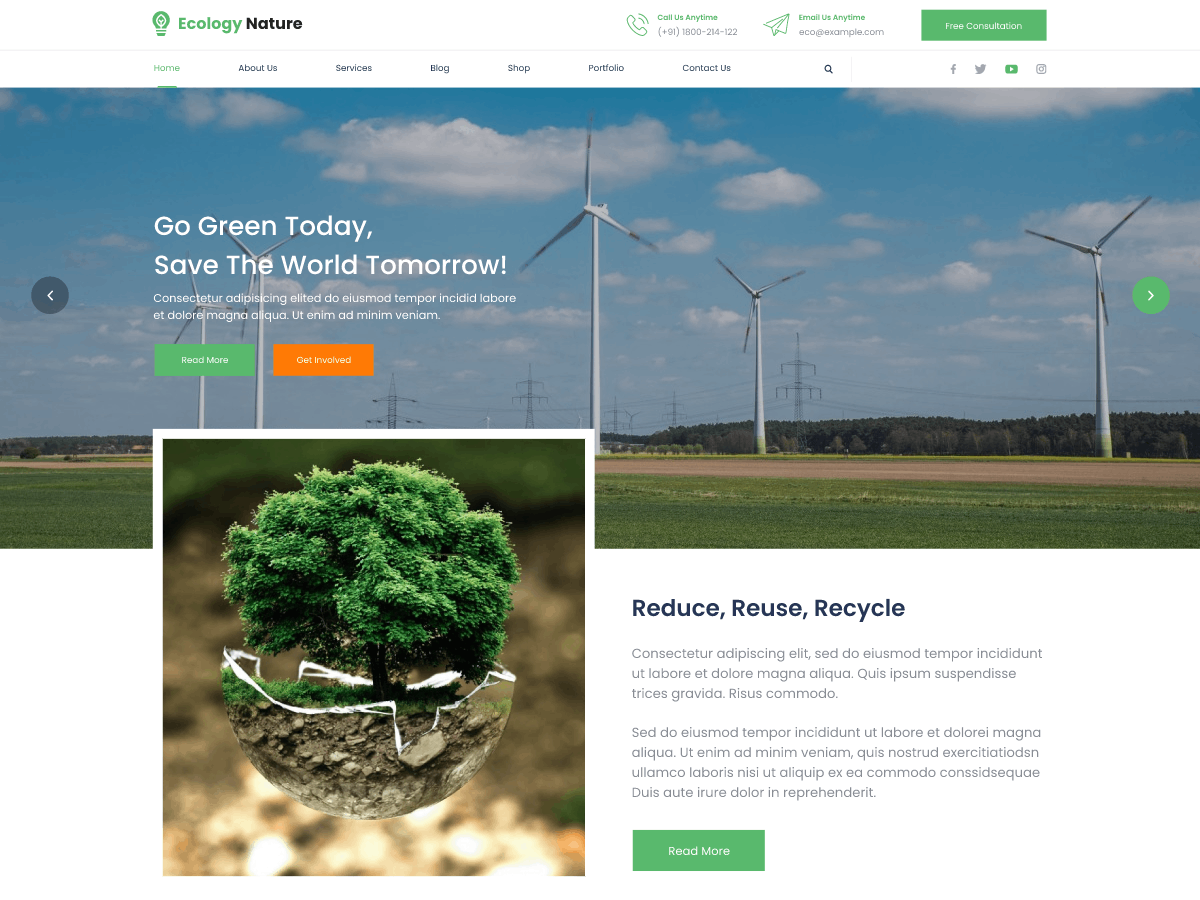 Ecology Nature
Call Us Anytime
(+91) 1800-214-122
Email Us Anytime
eco@example.com
Free Consultation
Home
About Us
Services
Blog
Shop
Portfolio
Contact Us
Go Green Today,
Save The World Tomorrow!
Consectetur adipisicing elited do eiusmod tempor incidid labore
et dolore magna aliqua. Ut enim ad minim veniam.
Read More
Get Involved
Reduce, Reuse, Recycle
Consectetur adipiscing elit, sed do eiusmod tempor incididunt
ut labore et dolore magna aliqua. Quis ipsum suspendisse
trices gravida. Risus commodo.
Sed do eiusmod tempor incididunt ut labore et dolorei magna
aliqua. Ut enim ad minim veniam, quis nostrud exercitiatiodsn
ullamco laboris nisi ut aliquip ex ea commodo conssidsequae
Duis aute irure dolor in reprehenderit.
Read More